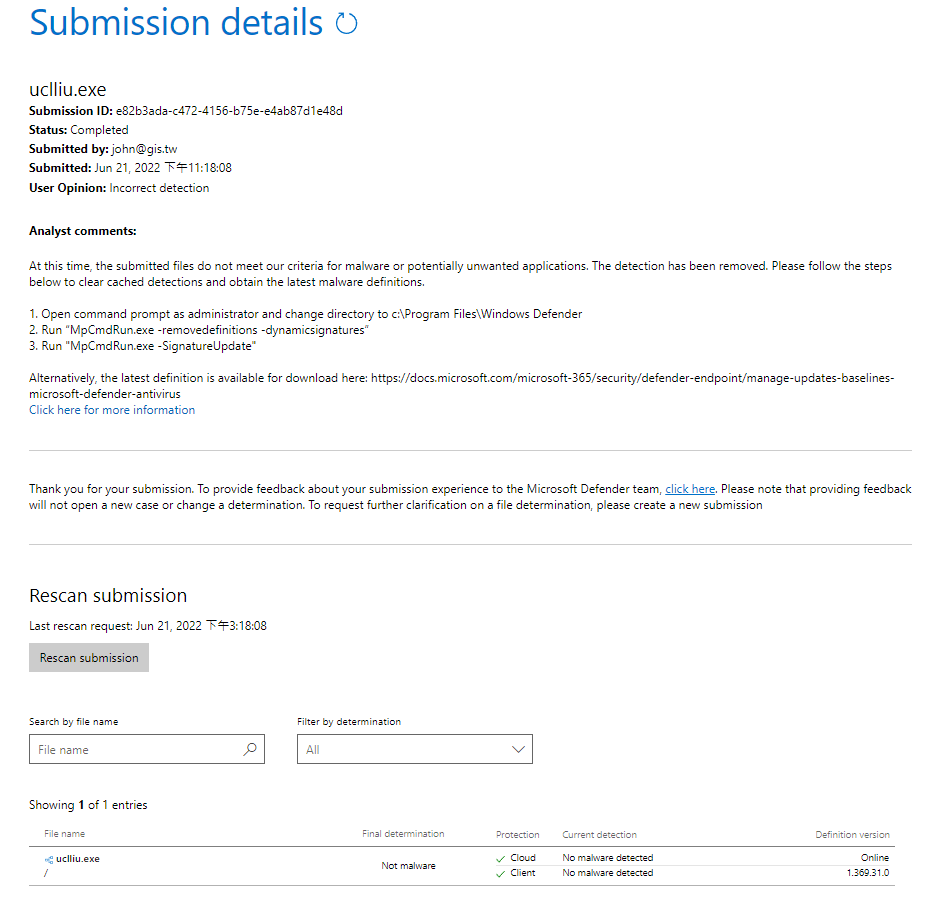 Submission details
uclliu.exe
Submission ID: e82b3ada-c472-4156-b75e-e4ab87d1e48d
Status: Completed
Submitted by: john@gis.tw
Submitted: Jun 21, 2022 下午11:18:08
User Opinion: Incorrect detection
Analyst comments:
At this time, the submitted files do not meet our criteria for malware or potentially unwanted applications. The detection has been removed. Please follow the steps
below to clear cached detections and obtain the latest malware definitions.
1. Open command prompt as administrator and change directory to c:\Program Files\Windows Defender
2. Run “MpCmdRun.exe -removedefinitions -dynamicsignatures”
3. Run "MpCmdRun.exe -SignatureUpdate"
Alternatively, the latest definition is available for download here: https://docs.microsoft.com/microsoft-365/security/defender-endpoint/manage-updates-baselines-
microsoft-defender-antivirus
Click here for more information
Thank you for your submission. To provide feedback about your submission experience to the Microsoft Defender team, click here. Please note that providing feedback
will not open a new case or change a determination. To request further clarification on a file determination, please create a new submission
Rescan submission
Last rescan request: Jun 21, 2022 下午3:18:08
Rescan submission
Search by file name Filter by determination
File name All
Showing 1 of 1 entries
File name Final determination Protection Current detection Definition version
uclliu.exe Not malware Cloud No malware detected Online
/ Client No malware detected 1.369.31.0